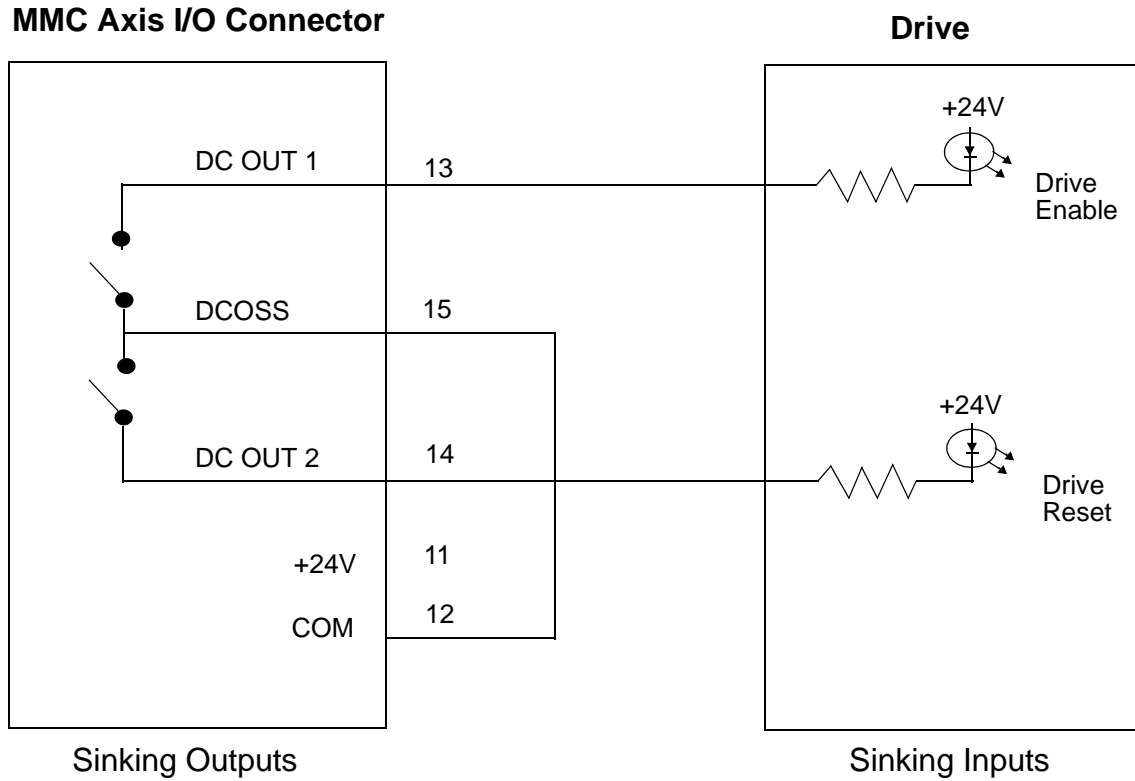 MMC Axis I/O Connector
Drive
+24V
DC OUT 1
13
Drive
Enable
DCOSS
15
+24V
DC OUT 2
14
Drive
Reset
+24V
11
COM
12
Sinking Outputs
Sinking Inputs